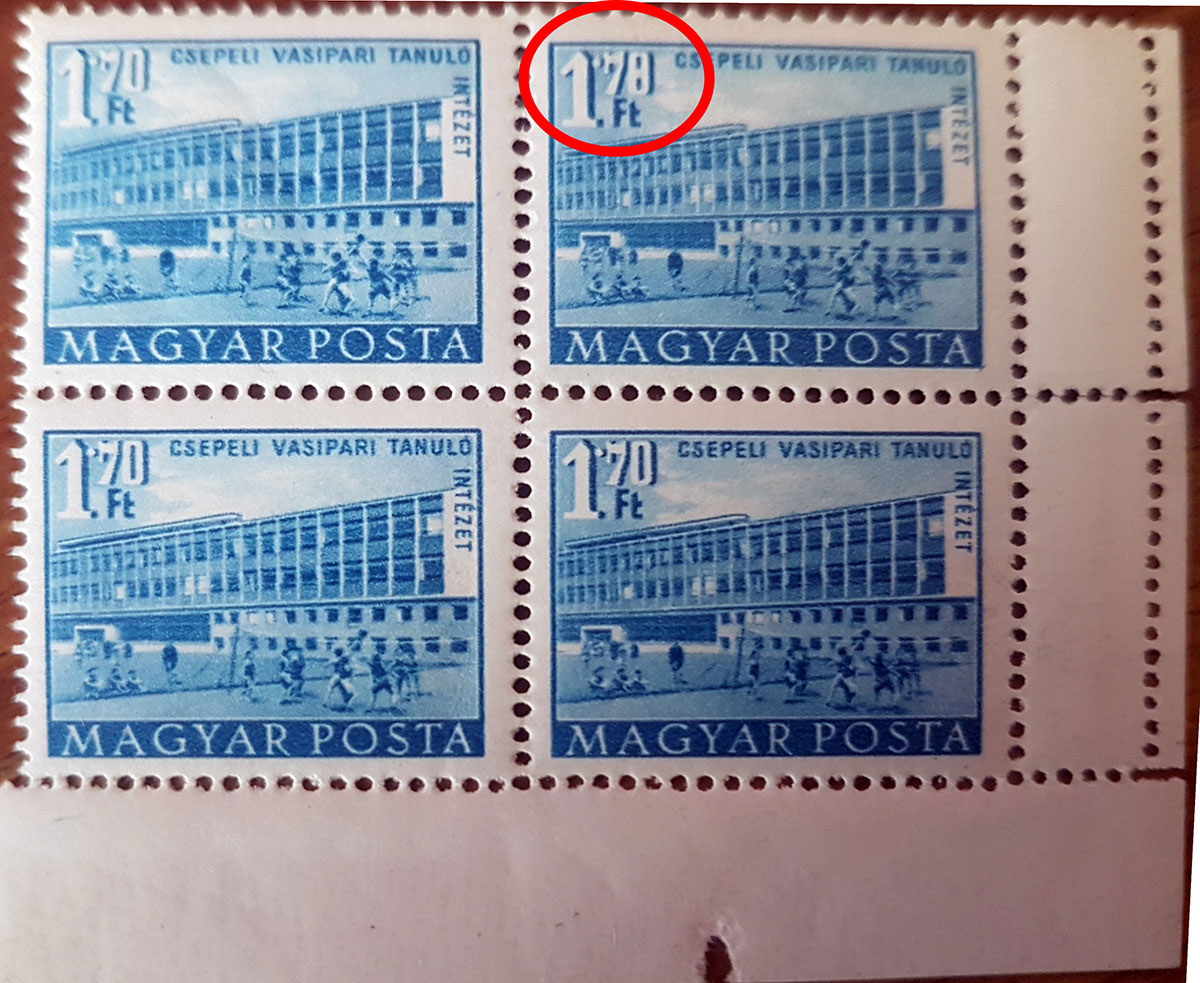 1.70 CSEPELI VASIPARI TANULÓ
Ft
INTÉZET
MAGYAR POSTA
1.78 CSEPELI VASIPARI TANULÓ
Ft
INTÉZET
MAGYAR POSTA
1.70 CSEPELI VASIPARI TANULÓ
Ft
INTÉZET
MAGYAR POSTA
1.70 CSEPELI VASIPARI TANULÓ
Ft
INTÉZET
MAGYAR POSTA